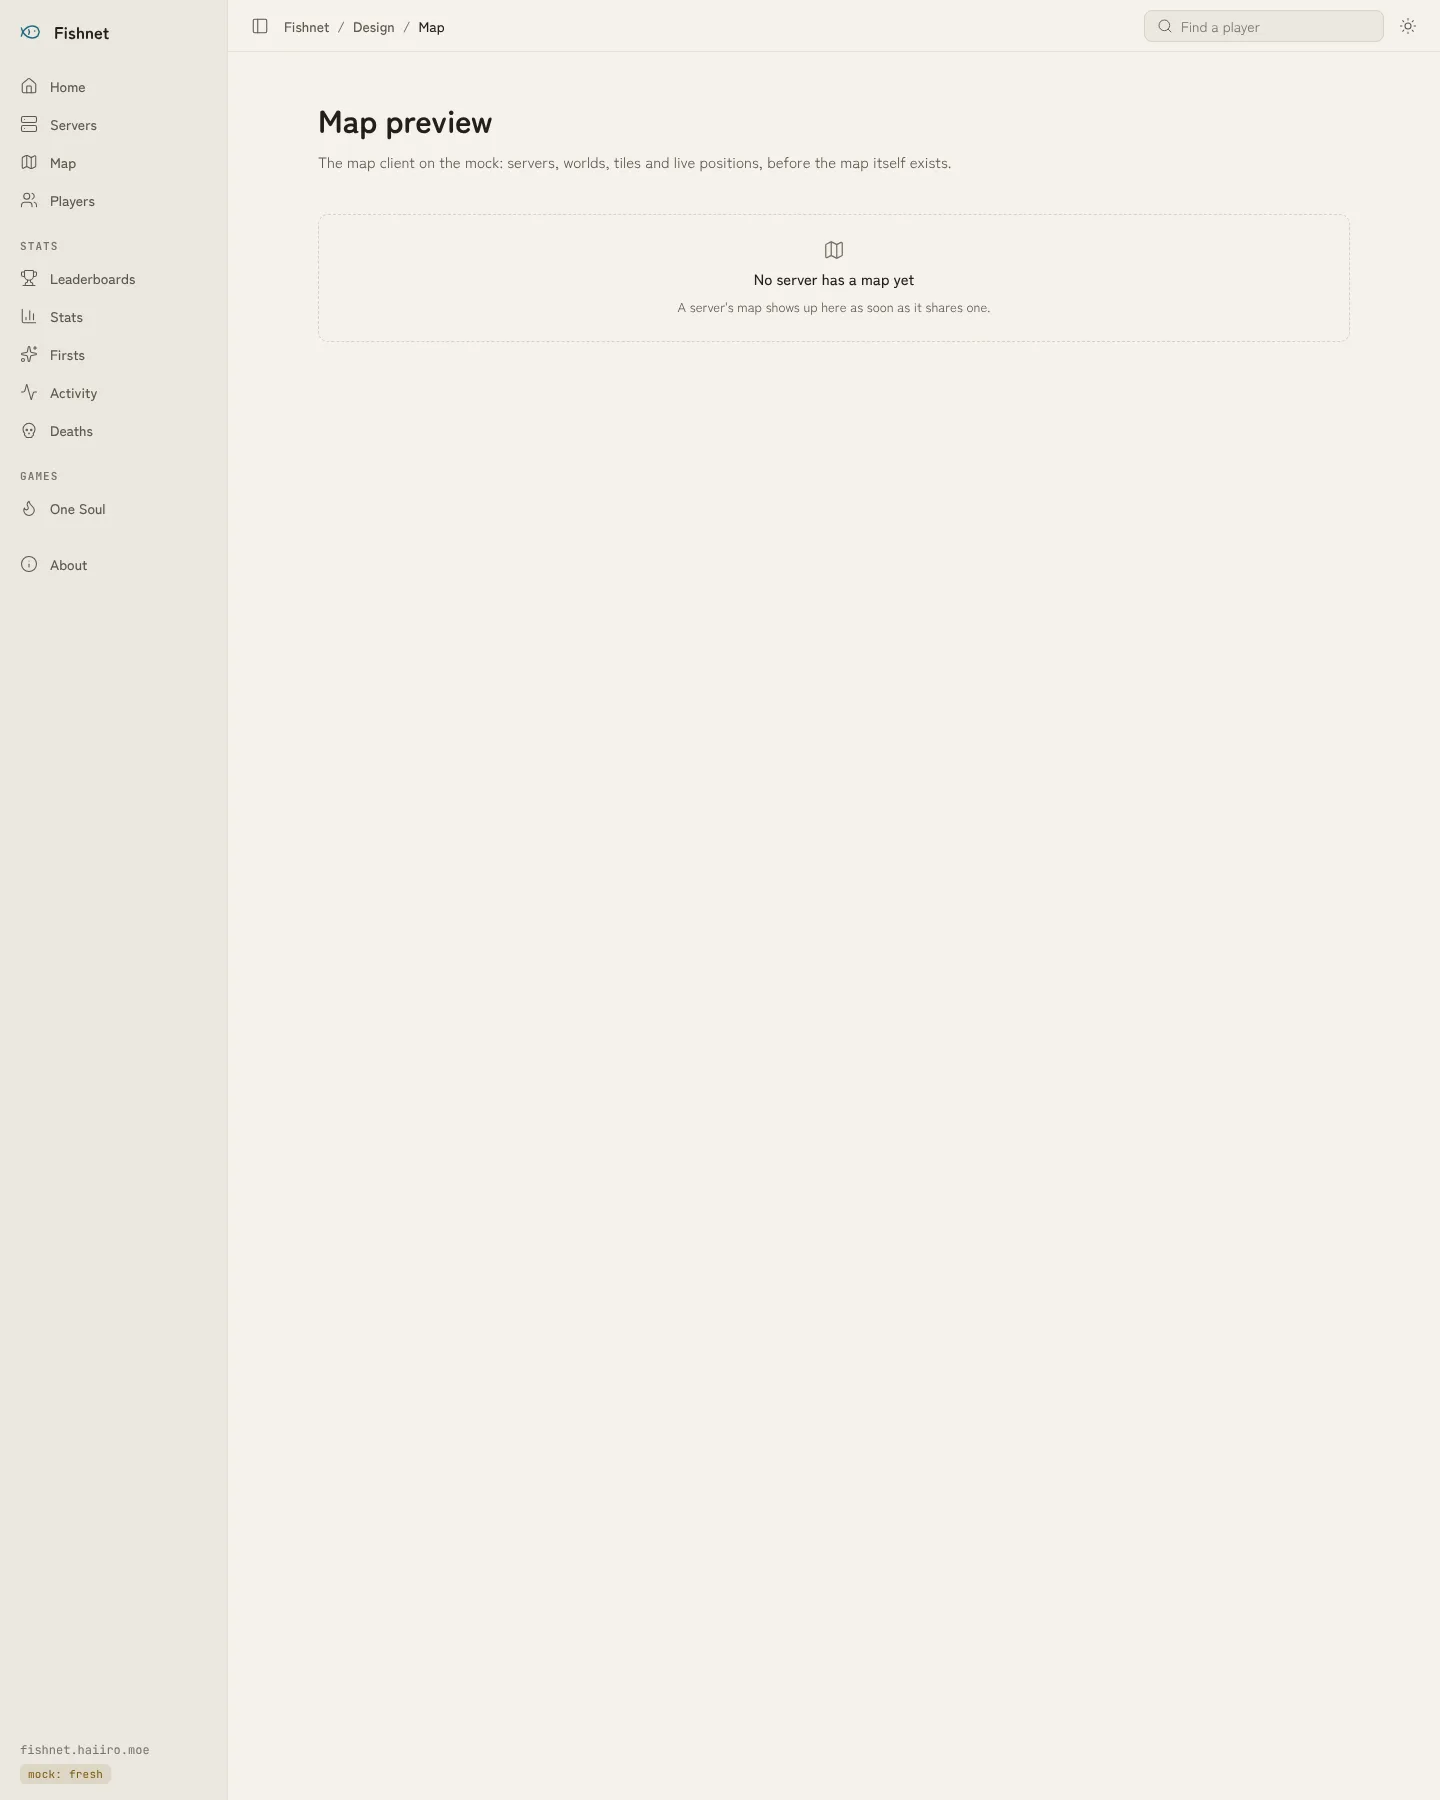 Fishnet
Home
Servers
Map
Players
STATS
Leaderboards
Stats
Firsts
Activity
Deaths
GAMES
One Soul
About
fishnet.haiiro.moe
mock: fresh
Fishnet / Design / Map
Find a player
Map preview
The map client on the mock: servers, worlds, tiles and live positions, before the map itself exists.
No server has a map yet
A server's map shows up here as soon as it shares one.